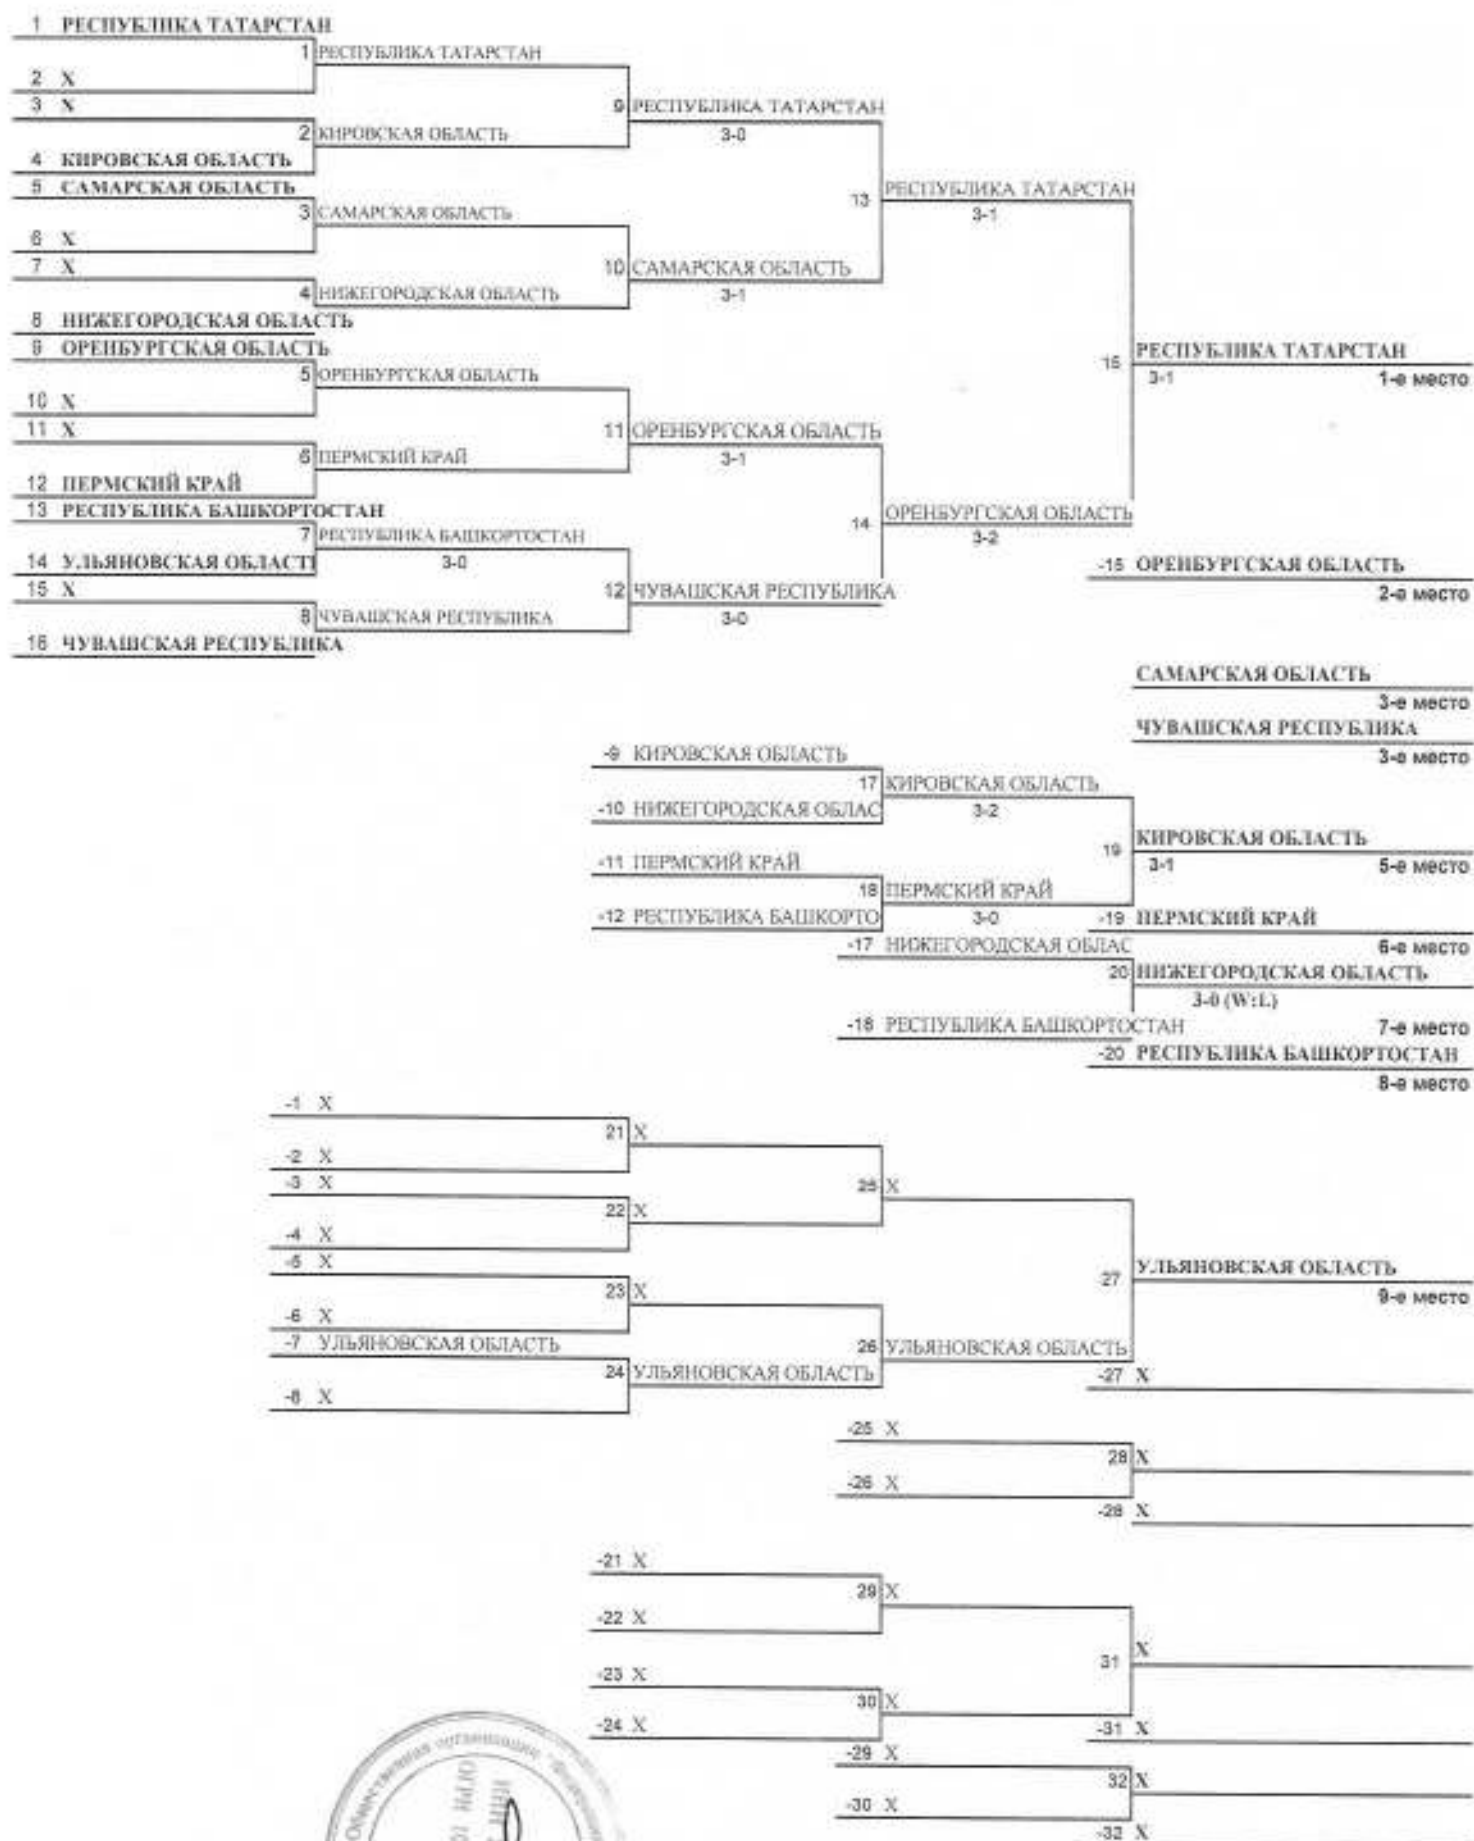 1 РЕСПУБЛИКА ТАТАРСТАН
1 РЕСПУБЛИКА ТАТАРСТАН
2 X
3 X
9 РЕСПУБЛИКА ТАТАРСТАН
3-0
2 КИРОВСКАЯ ОБЛАСТЬ
4 КИРОВСКАЯ ОБЛАСТЬ
5 САМАРСКАЯ ОБЛАСТЬ
13 РЕСПУБЛИКА ТАТАРСТАН
3-1
3 САМАРСКАЯ ОБЛАСТЬ
6 X
7 X
10 САМАРСКАЯ ОБЛАСТЬ
3-1
4 НИЖЕГОРОДСКАЯ ОБЛАСТЬ
8 НИЖЕГОРОДСКАЯ ОБЛАСТЬ
9 ОРЕНБУРГСКАЯ ОБЛАСТЬ
15 РЕСПУБЛИКА ТАТАРСТАН
3-1 1-е место
5 ОРЕНБУРГСКАЯ ОБЛАСТЬ
10 X
11 X
11 ОРЕНБУРГСКАЯ ОБЛАСТЬ
3-1
6 ПЕРМСКИЙ КРАЙ
12 ПЕРМСКИЙ КРАЙ
13 РЕСПУБЛИКА БАШКОРТОСТАН
14 ОРЕНБУРГСКАЯ ОБЛАСТЬ
3-2
7 РЕСПУБЛИКА БАШКОРТОСТАН
3-0
14 УЛЬЯНОВСКАЯ ОБЛАСТЬ
-15 ОРЕНБУРГСКАЯ ОБЛАСТЬ
2-е место
15 X
12 ЧУВАШСКАЯ РЕСПУБЛИКА
3-0
8 ЧУВАШСКАЯ РЕСПУБЛИКА
16 ЧУВАШСКАЯ РЕСПУБЛИКА
САМАРСКАЯ ОБЛАСТЬ
3-е место
ЧУВАШСКАЯ РЕСПУБЛИКА
3-е место
-9 КИРОВСКАЯ ОБЛАСТЬ
17 КИРОВСКАЯ ОБЛАСТЬ
3-2
-10 НИЖЕГОРОДСКАЯ ОБЛАС
19 КИРОВСКАЯ ОБЛАСТЬ
3-1 5-е место
-11 ПЕРМСКИЙ КРАЙ
18 ПЕРМСКИЙ КРАЙ
3-0
-12 РЕСПУБЛИКА БАШКОРТО
-19 ПЕРМСКИЙ КРАЙ
6-е место
-17 НИЖЕГОРОДСКАЯ ОБЛАС
20 НИЖЕГОРОДСКАЯ ОБЛАСТЬ
3-0 (W:L)
-18 РЕСПУБЛИКА БАШКОРТОСТАН
7-е место
-20 РЕСПУБЛИКА БАШКОРТОСТАН
8-е место
-1 X
21 X
-2 X
-3 X
25 X
22 X
-4 X
-5 X
27 УЛЬЯНОВСКАЯ ОБЛАСТЬ
9-е место
23 X
-6 X
-7 УЛЬЯНОВСКАЯ ОБЛАСТЬ
26 УЛЬЯНОВСКАЯ ОБЛАСТЬ
24 УЛЬЯНОВСКАЯ ОБЛАСТЬ
-27 X
-8 X
-25 X
28 X
-26 X
-28 X
-21 X
29 X
-22 X
31 X
-23 X
30 X
-24 X
-31 X
-29 X
32 X
-30 X
-32 X